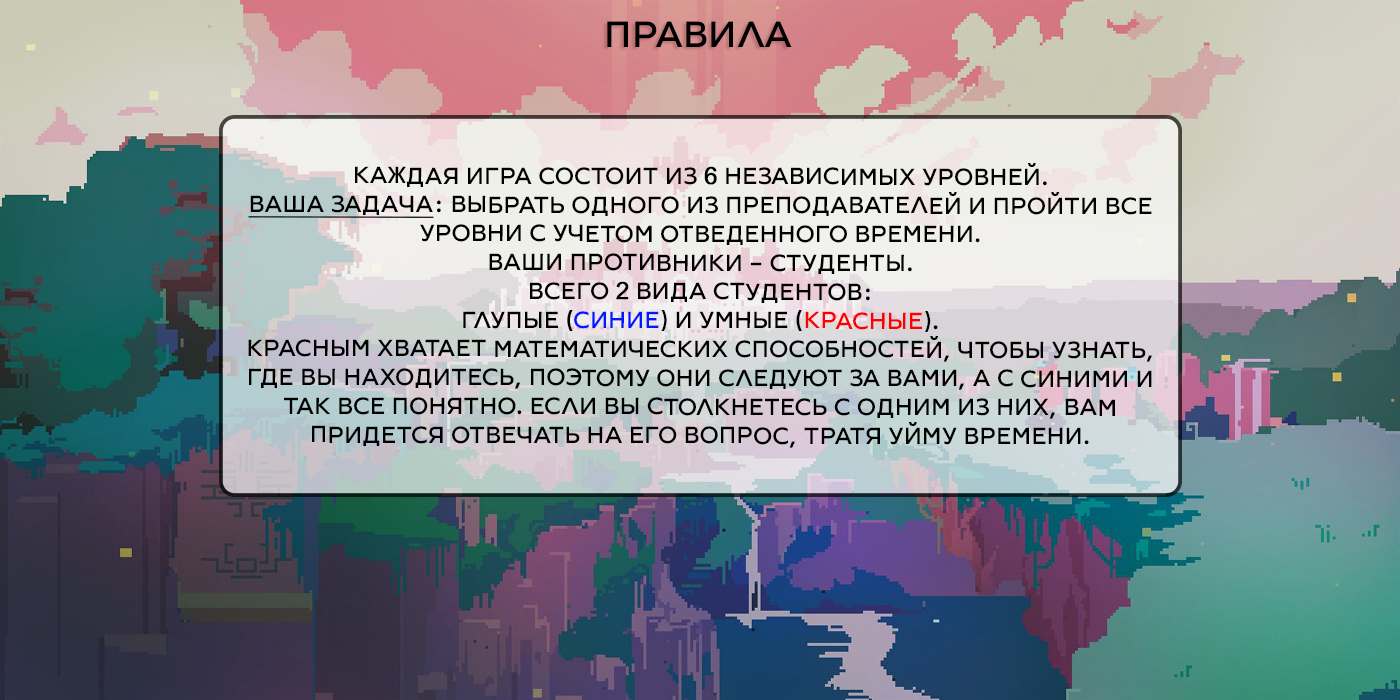 ПРАВИЛА
КАЖДАЯ ИГРА СОСТОИТ ИЗ 6 НЕЗАВИСИМЫХ УРОВНЕЙ.
ВАША ЗАДАЧА: ВЫБРАТЬ ОДНОГО ИЗ ПРЕПОДАВАТЕЛЕЙ И ПРОЙТИ ВСЕ
УРОВНИ С УЧЕТОМ ОТВЕДЕННОГО ВРЕМЕНИ.
ВАШИ ПРОТИВНИКИ – СТУДЕНТЫ.
ВСЕГО 2 ВИДА СТУДЕНТОВ:
ГЛУПЫЕ (СИНИЕ) И УМНЫЕ (КРАСНЫЕ).
КРАСНЫМ ХВАТАЕТ МАТЕМАТИЧЕСКИХ СПОСОБНОСТЕЙ, ЧТОБЫ УЗНАТЬ,
ГДЕ ВЫ НАХОДИТЕСЬ, ПОЭТОМУ ОНИ СЛЕДУЮТ ЗА ВАМИ, А С СИНИМИ И
ТАК ВСЕ ПОНЯТНО. ЕСЛИ ВЫ СТОЛКНЕТЕСЬ С ОДНИМ ИЗ НИХ, ВАМ
ПРИДЕТСЯ ОТВЕЧАТЬ НА ЕГО ВОПРОС, ТРАТЯ УЙМУ ВРЕМЕНИ.